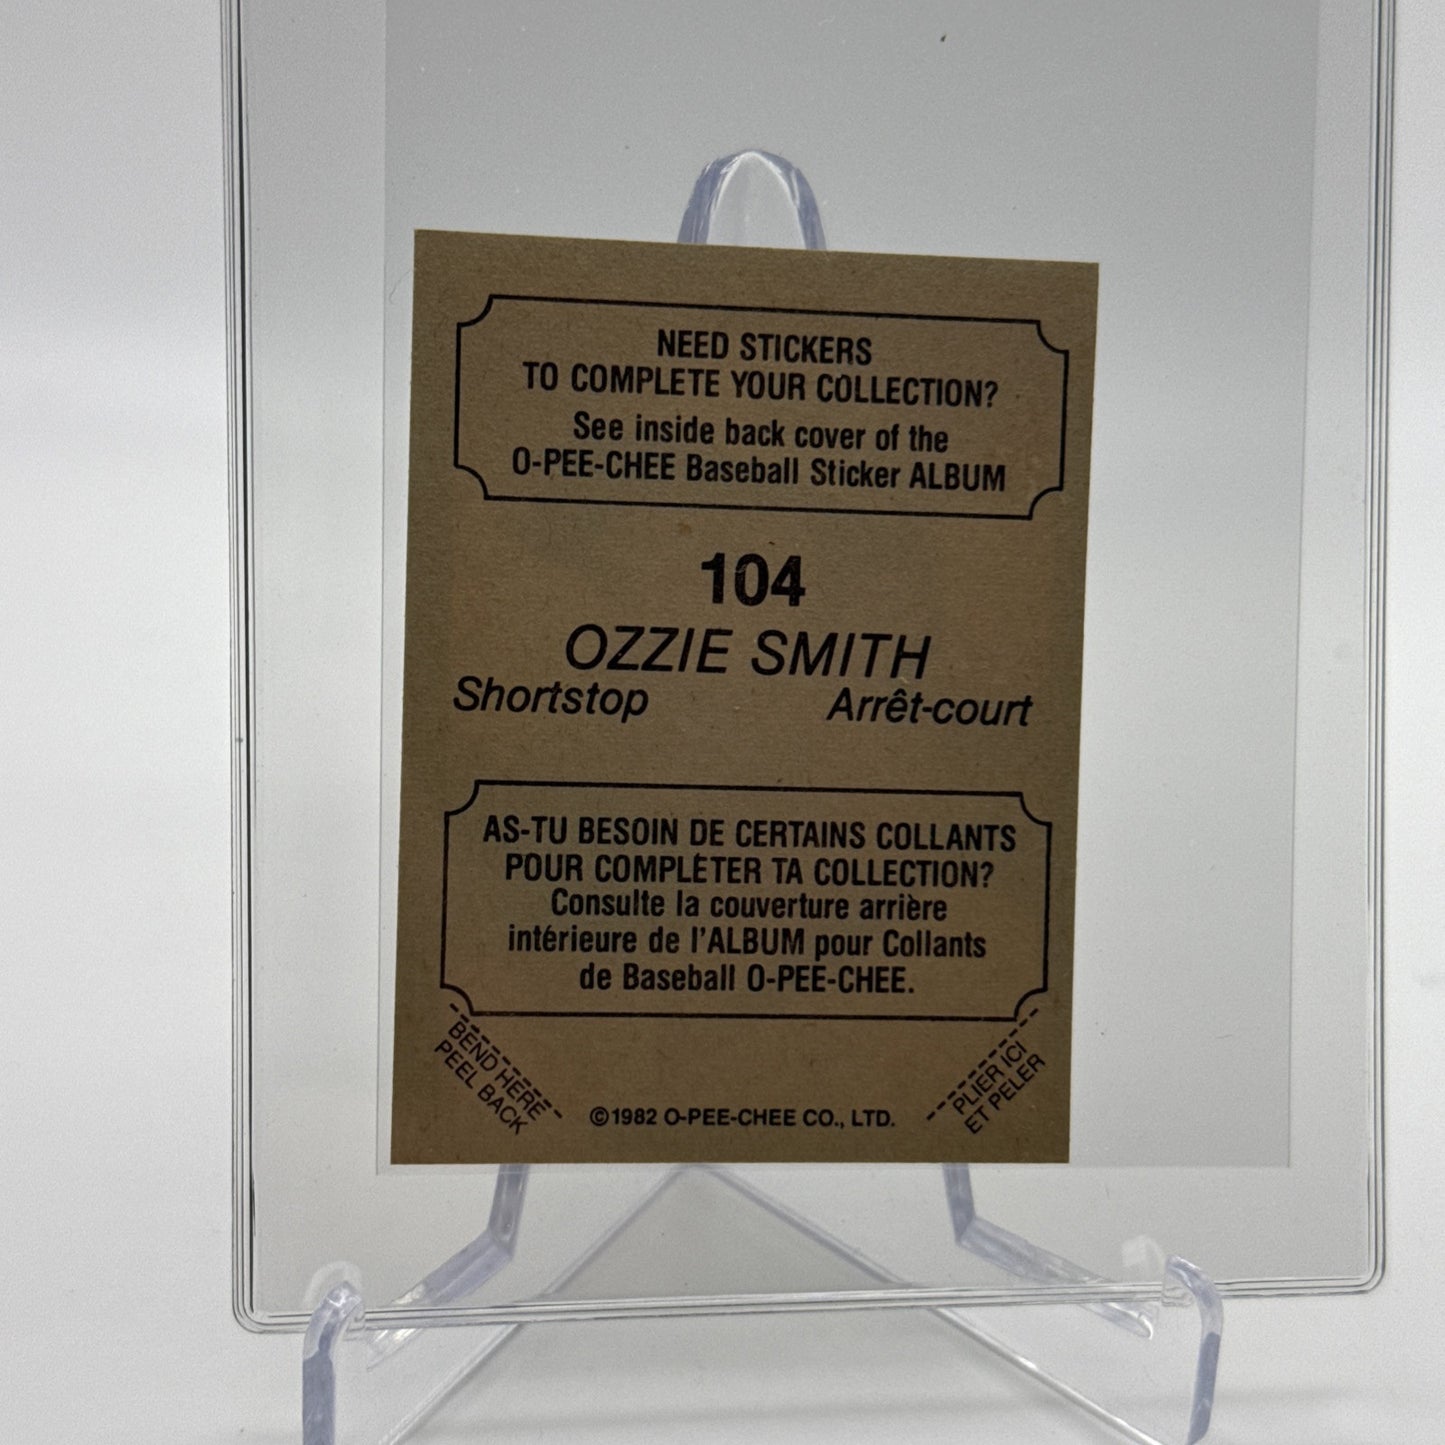 NEED STICKERS
TO COMPLETE YOUR COLLECTION?
See inside back cover of the
O-PEE-CHEE Baseball Sticker ALBUM
104
OZZIE SMITH
Shortstop Arrêt-court
AS-TU BESOIN DE CERTAINS COLLANTS
POUR COMPLÉTER TA COLLECTION?
Consulte la couverture arrière
intérieure de l'ALBUM pour Collants
de Baseball O-PEE-CHEE.
BEND HERE
PEEL BACK
©1982 O-PEE-CHEE CO., LTD.
PLIER ICI
ET PELER